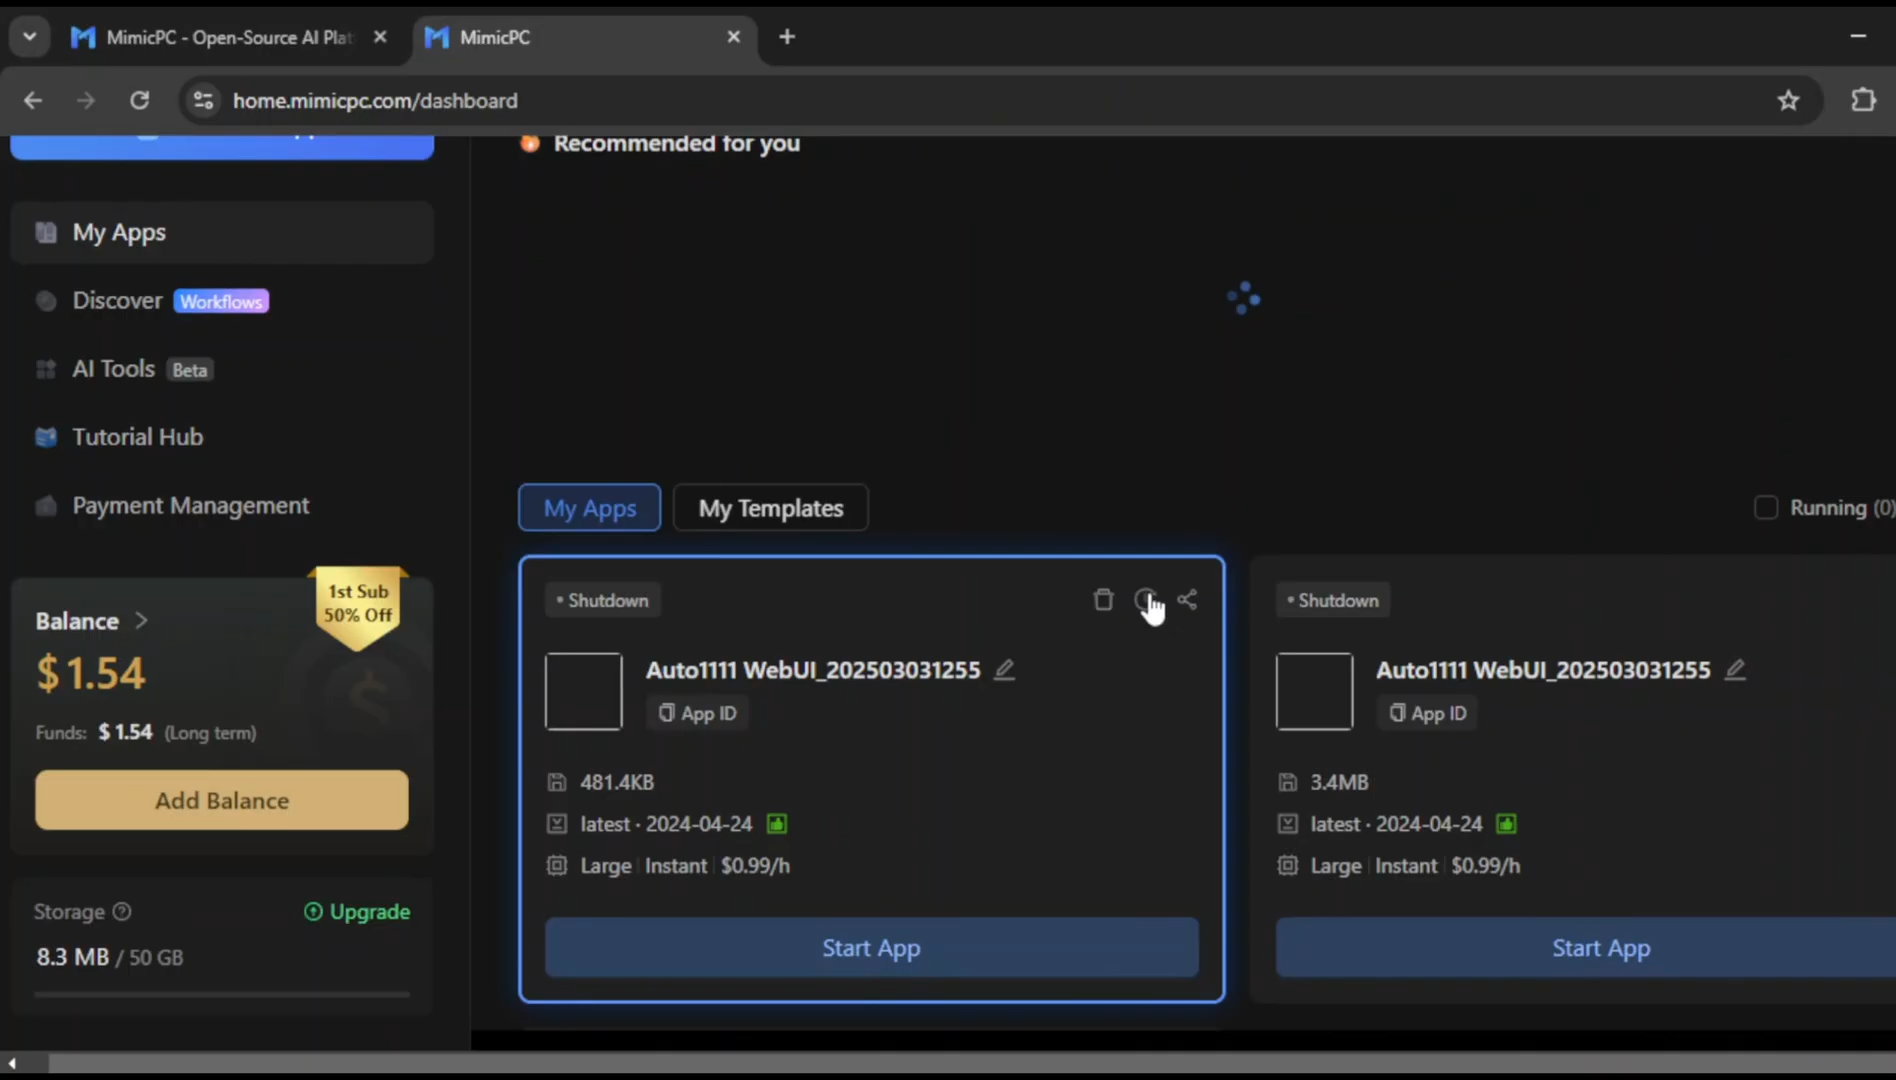 MimicPC - Open-Source AI Plat
MimicPC
home.mimicpc.com/dashboard
Recommended for you
My Apps
Discover Workflows
AI Tools Beta
Tutorial Hub
Payment Management
1st Sub
50% Off
Balance
$1.54
Funds: $1.54 (Long term)
Add Balance
Storage
Upgrade
8.3 MB / 50 GB
My Apps
My Templates
Running (0)
• Shutdown
Auto1111 WebUI_202503031255
App ID
481.4KB
latest · 2024-04-24
Large Instant $0.99/h
Start App
• Shutdown
Auto1111 WebUI_202503031255
App ID
3.4MB
latest · 2024-04-24
Large Instant $0.99/h
Start App